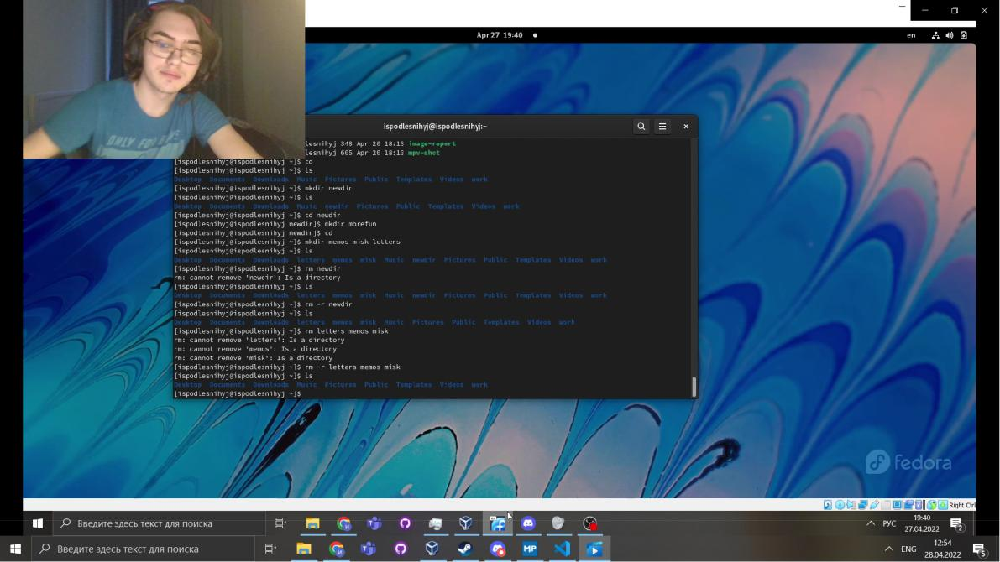 Apr 27 19:40
en
ispodlesnihyj@ispodlesnihyj:~
lesnihyj 348 Apr 20 18:13 image-report
lesnihyj 605 Apr 20 18:13 mpv-shot
[ispodlesnihyj@ispodlesnihyj ~]$ cd
[ispodlesnihyj@ispodlesnihyj ~]$ ls
Desktop Documents Downloads Music Pictures Public Templates Videos work
[ispodlesnihyj@ispodlesnihyj ~]$ mkdir newdir
[ispodlesnihyj@ispodlesnihyj ~]$ ls
Desktop Documents Downloads Music newdir Pictures Public Templates Videos work
[ispodlesnihyj@ispodlesnihyj ~]$ cd newdir
[ispodlesnihyj@ispodlesnihyj newdir]$ mkdir morefun
[ispodlesnihyj@ispodlesnihyj newdir]$ cd
[ispodlesnihyj@ispodlesnihyj ~]$ mkdir memos misk letters
[ispodlesnihyj@ispodlesnihyj ~]$ ls
Desktop Documents Downloads letters memos misk Music newdir Pictures Public Templates Videos work
[ispodlesnihyj@ispodlesnihyj ~]$ rm newdir
rm: cannot remove 'newdir': Is a directory
[ispodlesnihyj@ispodlesnihyj ~]$ ls
Desktop Documents Downloads letters memos misk Music newdir Pictures Public Templates Videos work
[ispodlesnihyj@ispodlesnihyj ~]$ rm -r newdir
[ispodlesnihyj@ispodlesnihyj ~]$ ls
Desktop Documents Downloads letters memos misk Music Pictures Public Templates Videos work
[ispodlesnihyj@ispodlesnihyj ~]$ rm letters memos misk
rm: cannot remove 'letters': Is a directory
rm: cannot remove 'memos': Is a directory
rm: cannot remove 'misk': Is a directory
[ispodlesnihyj@ispodlesnihyj ~]$ rm -r letters memos misk
[ispodlesnihyj@ispodlesnihyj ~]$ ls
Desktop Documents Downloads Music Pictures Public Templates Videos work
[ispodlesnihyj@ispodlesnihyj ~]$
ONLY
fedora
Right Ctrl
Введите здесь текст для поиска
РУС
19:40
27.04.2022
2
Введите здесь текст для поиска
MP
ENG
12:54
28.04.2022
5